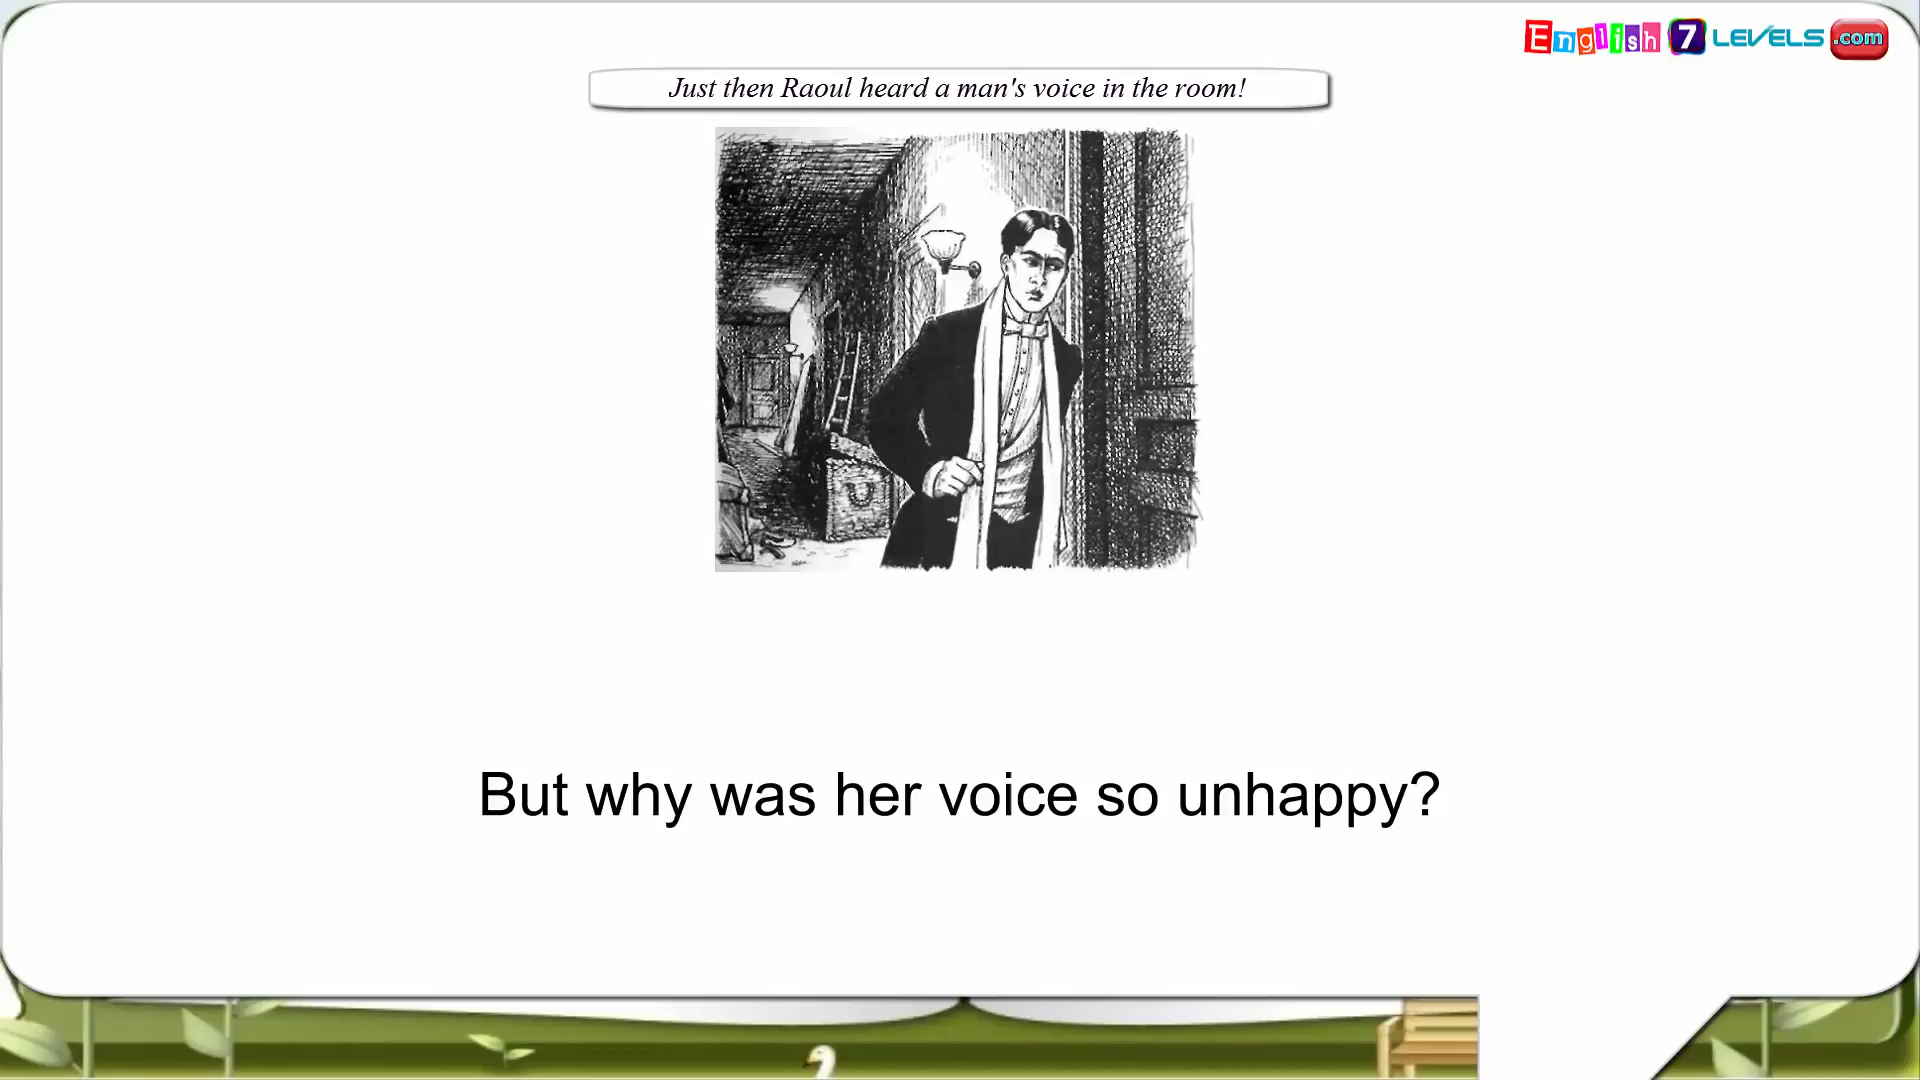 English 7 LEVELS .com
Just then Raoul heard a man's voice in the room!
But why was her voice so unhappy?